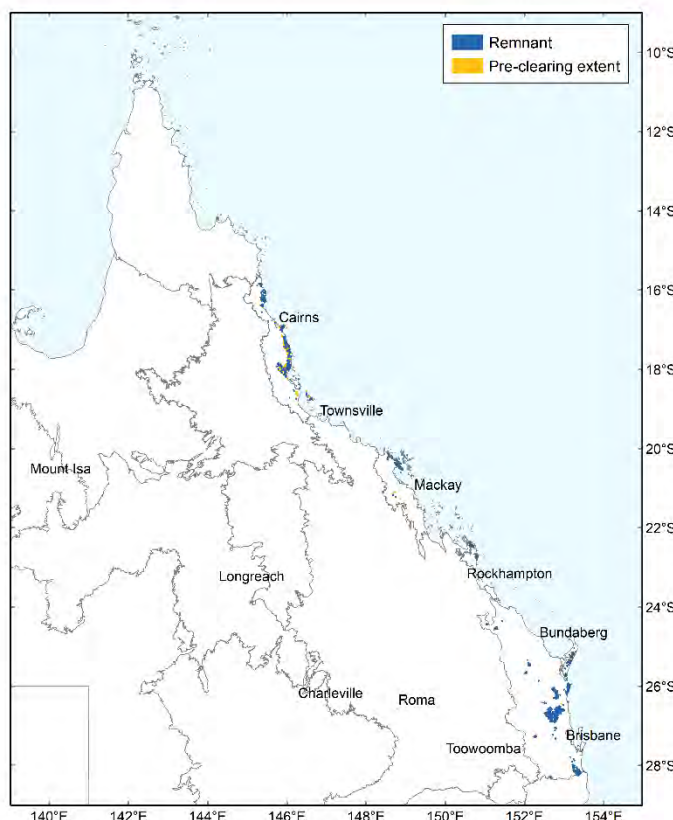 Remnant
Pre-clearing extent
10°S
12°S
14°S
16°S
Cairns
18°S
Townsville
20°S
Mount Isa
Mackay
22°S
Longreach
Rockhampton
24°S
Bundaberg
26°S
Charleville
Roma
Brisbane
Toowoomba
28°S
140°E 142°E 144°E 146°E 148°E 150°E 152°E 154°E